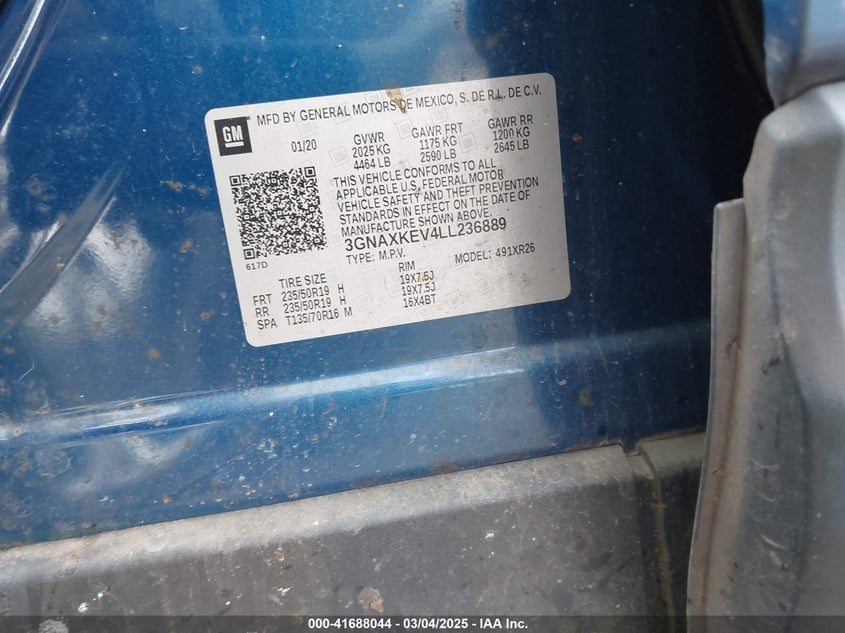 MFD BY GENERAL MOTORS DE MEXICO, S. DE R.L. DE C.V.
GM
01/20 GVWR GAWR FRT GAWR RR
2025 KG 1175 KG 1200 KG
4464 LB 2590 LB 2645 LB
THIS VEHICLE CONFORMS TO ALL
APPLICABLE U.S. FEDERAL MOTOR
VEHICLE SAFETY AND THEFT PREVENTION
STANDARDS IN EFFECT ON THE DATE OF
MANUFACTURE SHOWN ABOVE.
3GNAXKEV4LL236889
617D
TYPE: M.P.V. MODEL: 491XR26
TIRE SIZE RIM
FRT 235/50R19 H 19X7.5J
RR 235/50R19 H 19X7.5J
SPA T135/70R16 M 16X4BT
000-41688044 - 03/04/2025 - IAA Inc.